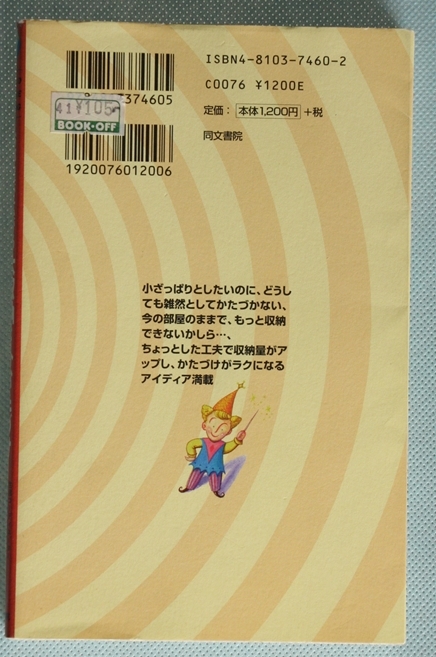 ISBN4-8103-7460-2
C0076 ¥1200E
374605
定価：本体1,200円+税
41 ¥105
BOOK・OFF
同文書院
1920076012006
小ざっぱりとしたいのに、どうし
ても雑然としてかたづかない、
今の部屋のままで、もっと収納
できないかしら…、
ちょっとした工夫で収納量がア
ップし、かたづけがラクになる
アイディア満載